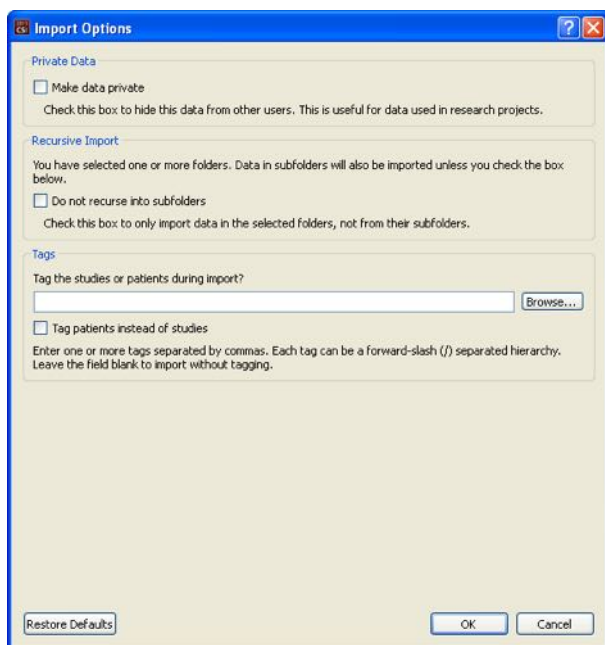 Import Options
Private Data
Make data private
Check this box to hide this data from other users. This is useful for data used in research projects.
Recursive Import
You have selected one or more folders. Data in subfolders will also be imported unless you check the box
below.
Do not recurse into subfolders
Check this box to only import data in the selected folders, not from their subfolders.
Tags
Tag the studies or patients during import?
Browse...
Tag patients instead of studies
Enter one or more tags separated by commas. Each tag can be a forward-slash (/) separated hierarchy.
Leave the field blank to import without tagging.
Restore Defaults
OK
Cancel